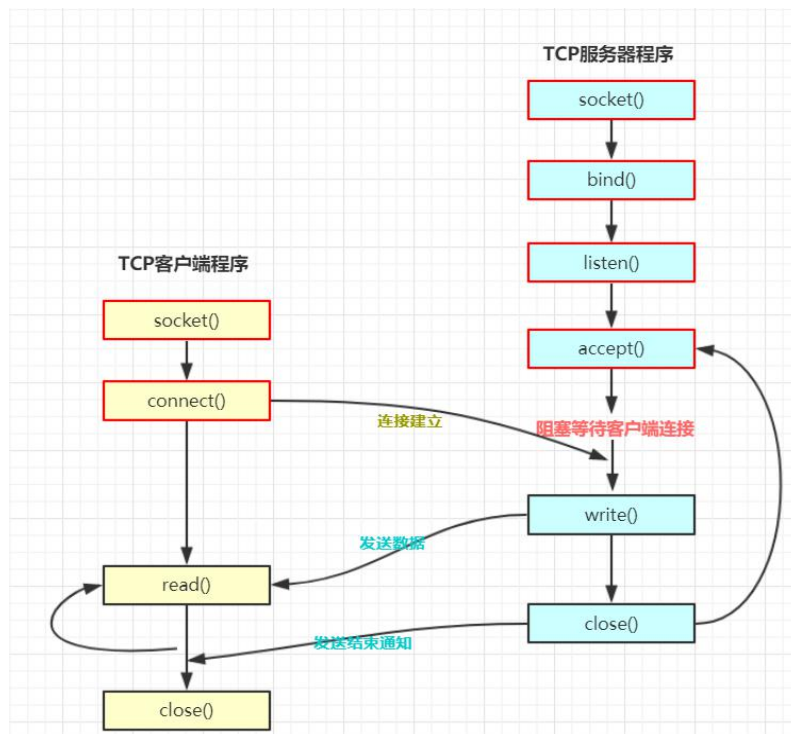 TCP服务器程序
socket()
bind()
listen()
TCP客户端程序
socket()
accept()
connect()
连接建立
阻塞等待客户端连接
write()
发送数据
read()
close()
发送结束通知
close()